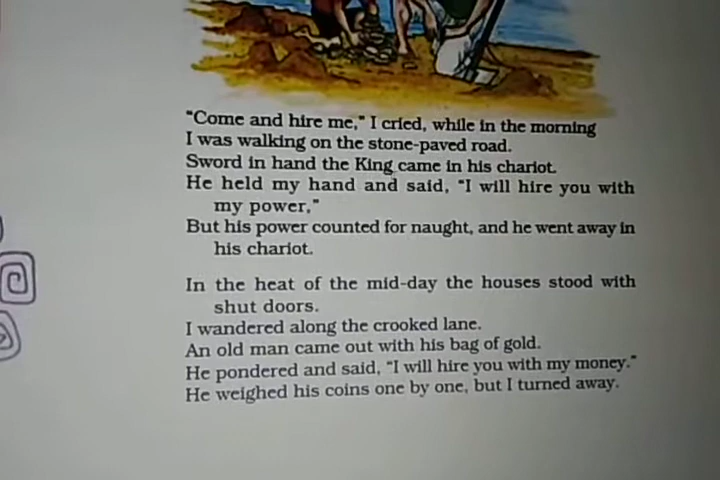 "Come and hire me," I cried, while in the morning
I was walking on the stone-paved road.
Sword in hand the King came in his chariot.
He held my hand and said, "I will hire you with
my power,"
But his power counted for naught, and he went away in
his chariot.
In the heat of the mid-day the houses stood with
shut doors.
I wandered along the crooked lane.
An old man came out with his bag of gold.
He pondered and said, "I will hire you with my money."
He weighed his coins one by one, but I turned away.